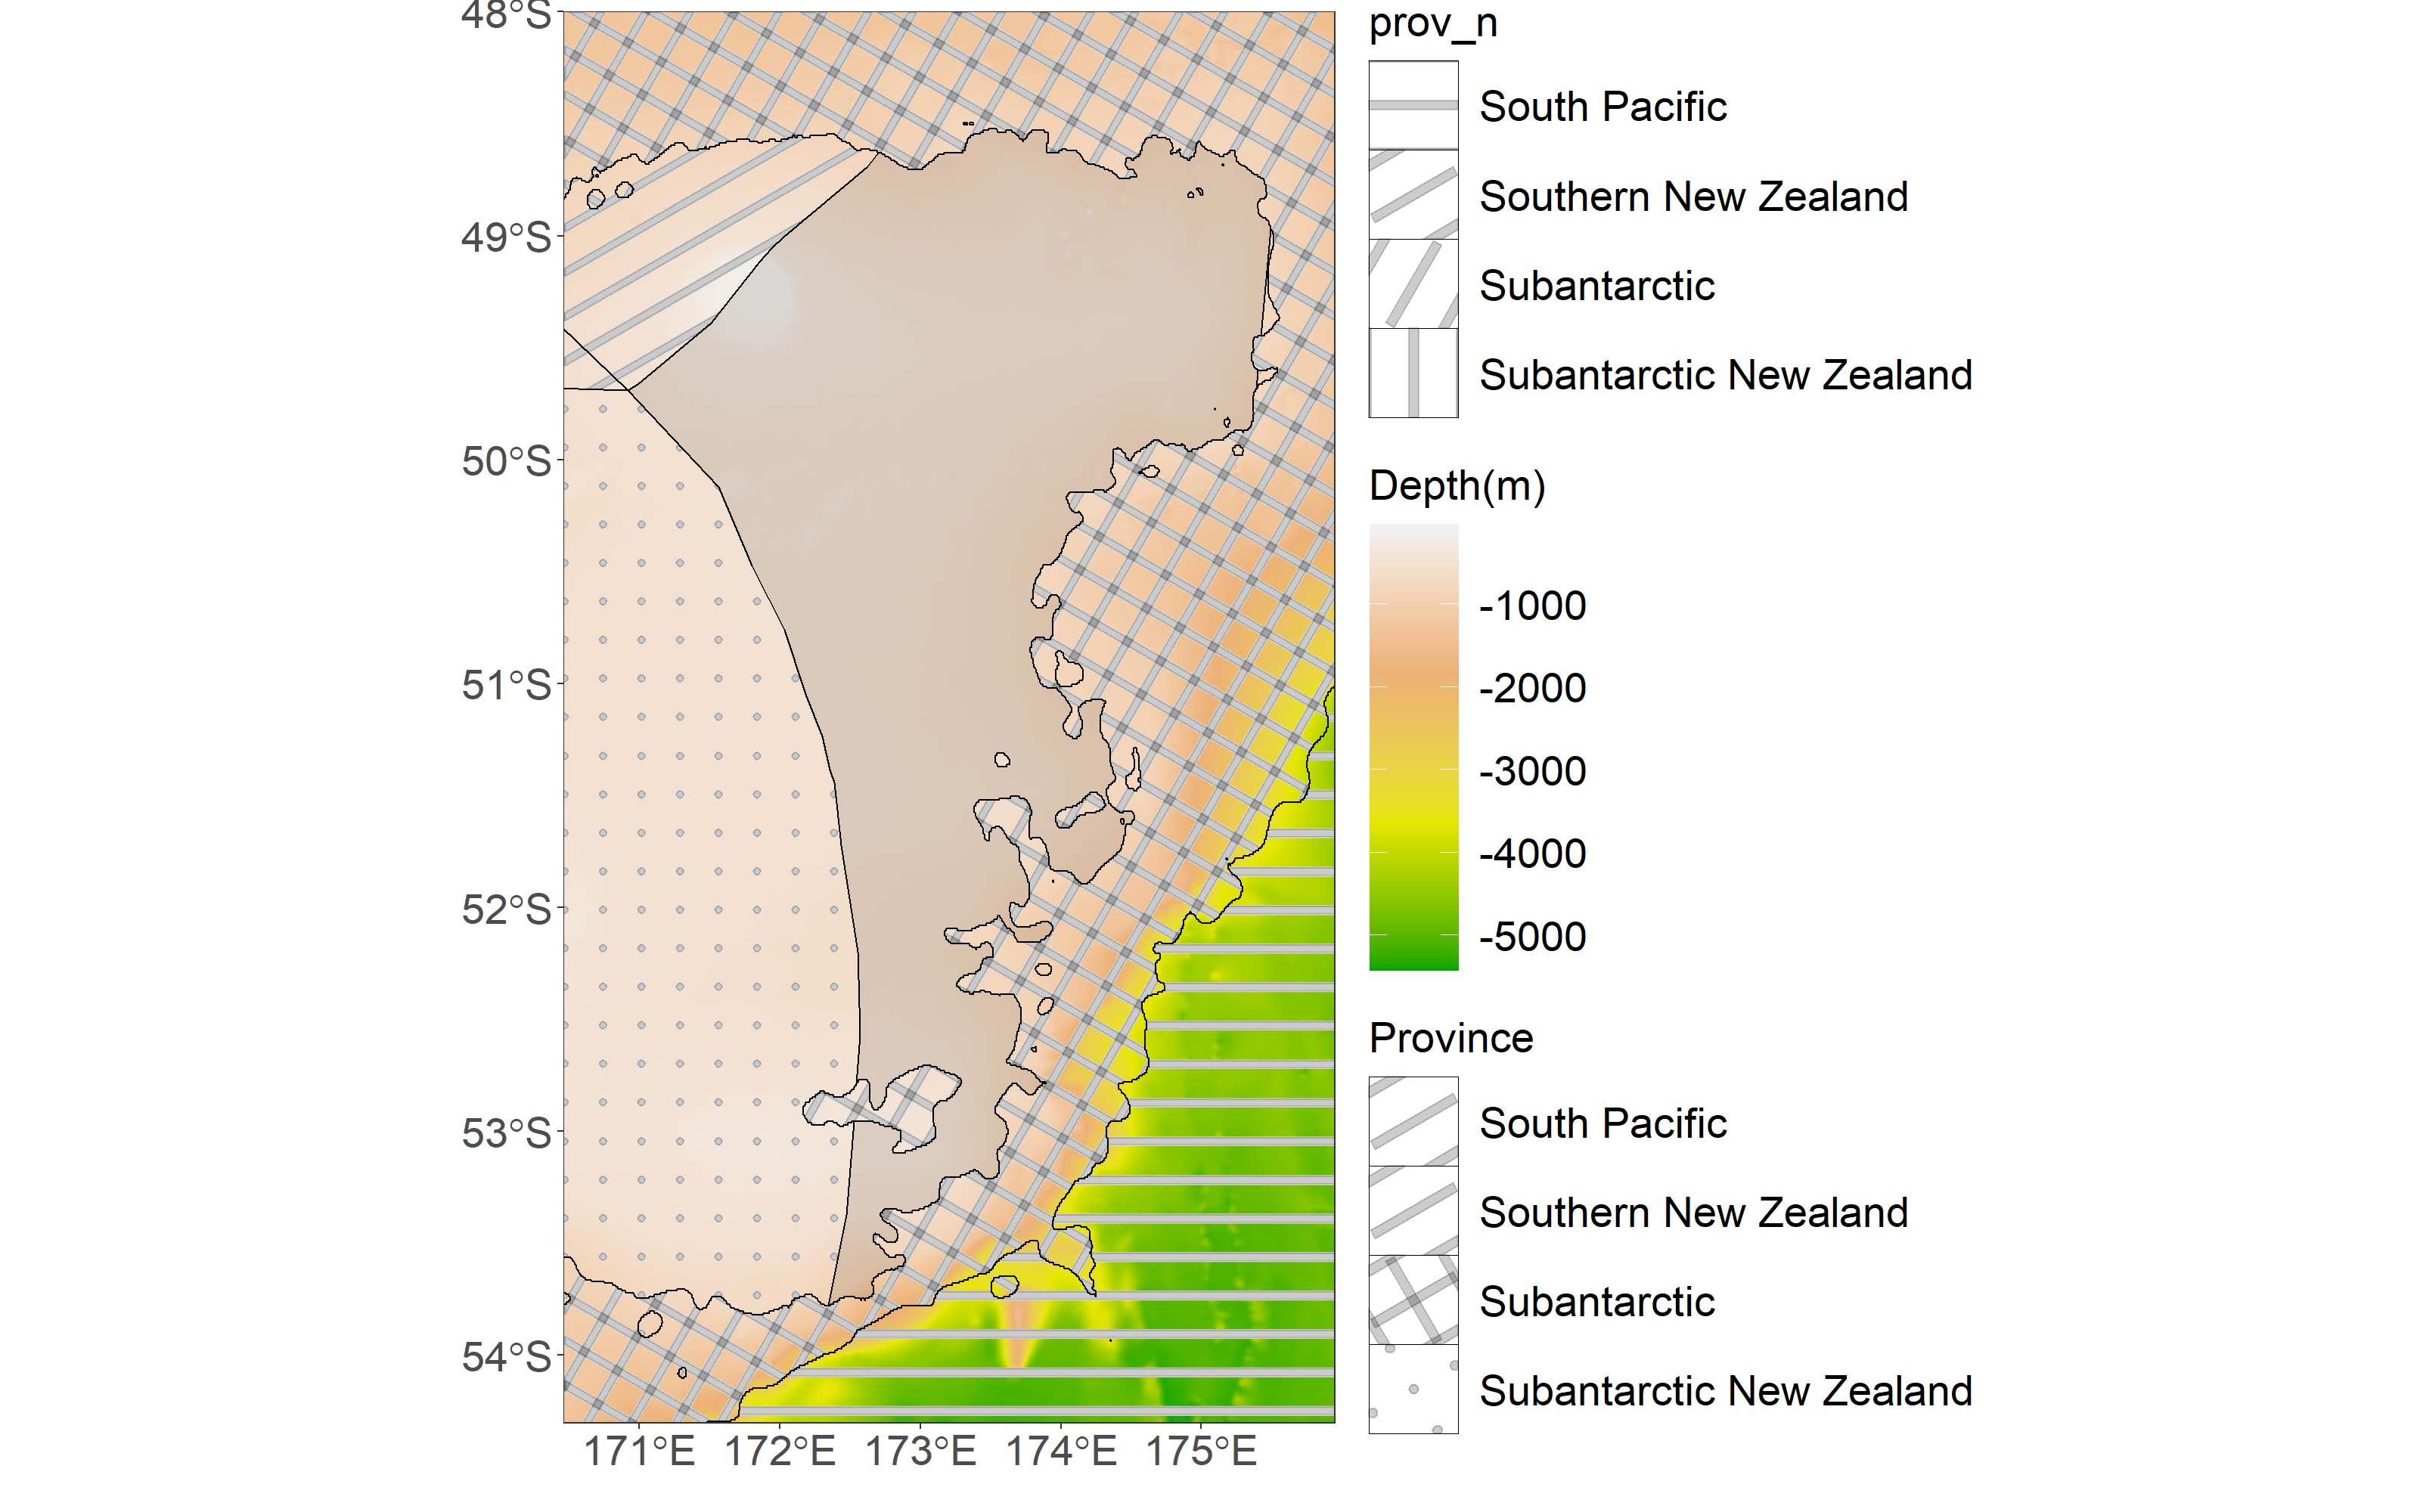 48°S
49°S
50°S
51°S
52°S
53°S
54°S
171°E 172°E 173°E 174°E 175°E
prov_n
South Pacific
Southern New Zealand
Subantarctic
Subantarctic New Zealand
Depth(m)
-1000
-2000
-3000
-4000
-5000
Province
South Pacific
Southern New Zealand
Subantarctic
Subantarctic New Zealand